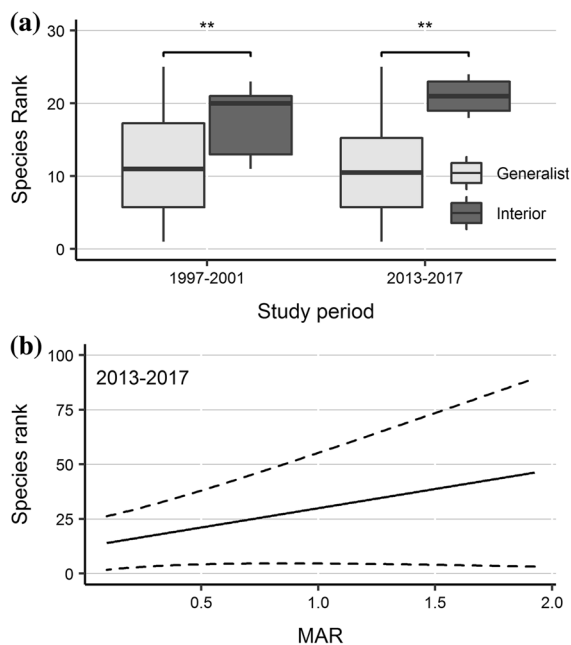 (a)
30
**
**
20
10
0
Species Rank
Generalist
Interior
1997-2001
2013-2017
Study period
(b)
100
2013-2017
75
50
25
0
Species rank
0.5
1.0
1.5
2.0
MAR